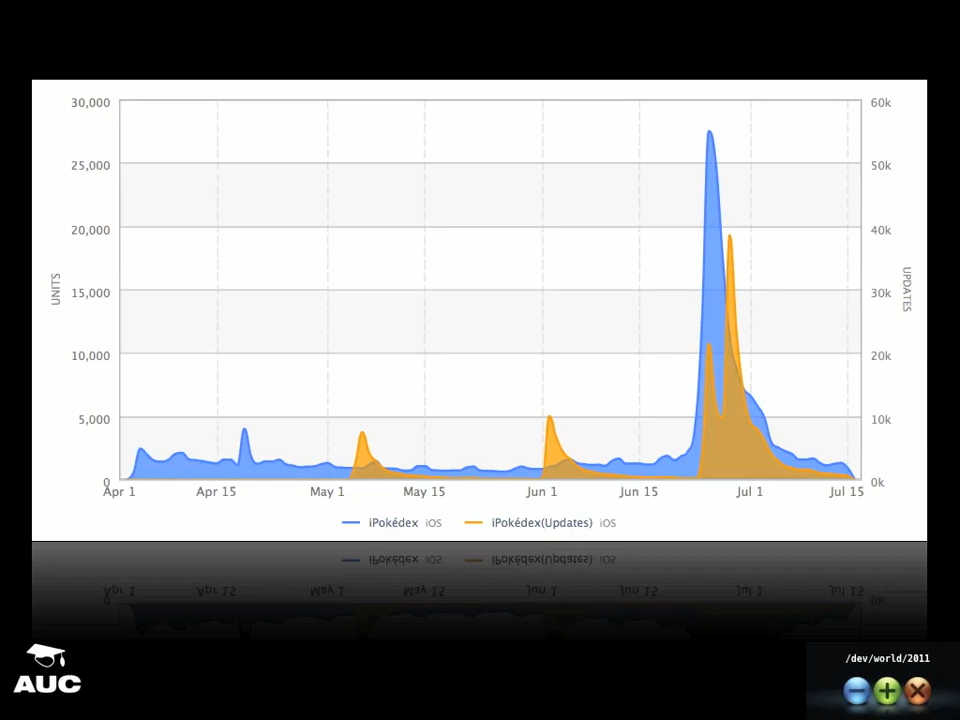 30,000
60k
25,000
50k
20,000
40k
UNITS
15,000
30k
UPDATES
10,000
20k
5,000
10k
0
0k
Apr 1 Apr 15 May 1 May 15 Jun 1 Jun 15 Jul 1 Jul 15
iPokédex iOS iPokédex(Updates) iOS
AUC
/dev/world/2011